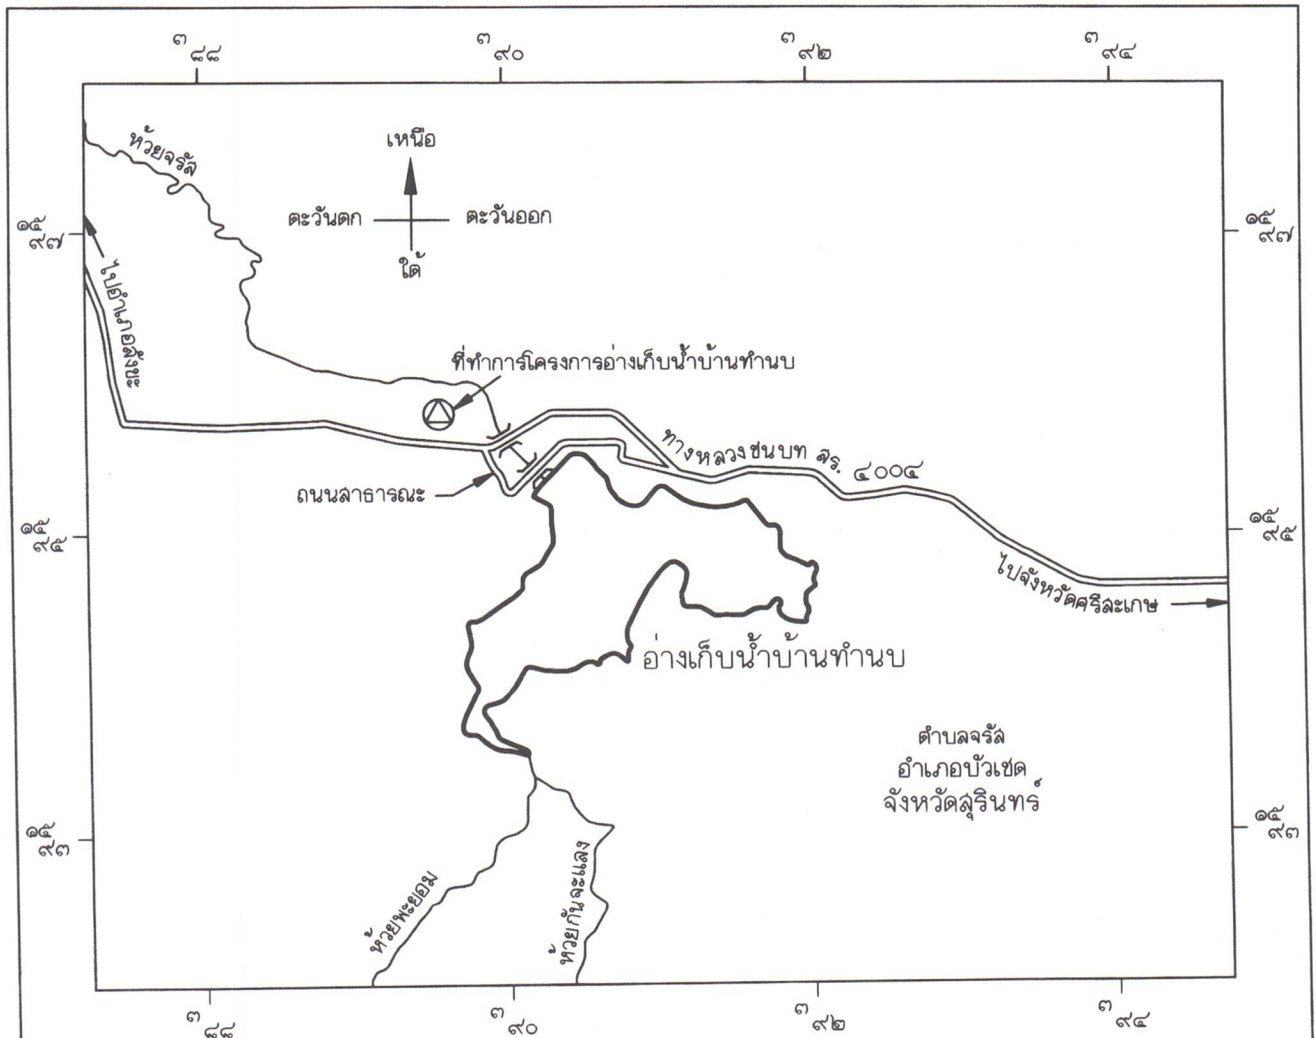 ๓๘๘
๓๙๐
๓๙๒
๓๙๔
ห้วยจรัส
เหนือ
ตะวันตก
ตะวันออก
ใต้
๑๕๙๗
๑๕๙๗
ไปอำเภอสังขะ
ที่ทำการโครงการอ่างเก็บน้ำบ้านทำนบ
ทางหลวงชนบท สร. ๔๐๐๔
ถนนสาธารณะ
๑๕๙๕
๑๕๙๕
ไปจังหวัดศรีสะเกษ
อ่างเก็บน้ำบ้านทำนบ
ตำบลจรัส
อำเภอบัวเชด
จังหวัดสุรินทร์
๑๕๙๓
๑๕๙๓
ห้วยพะยอม
ห้วยกันจะแลง
๓๘๘
๓๙๐
๓๙๒
๓๙๔